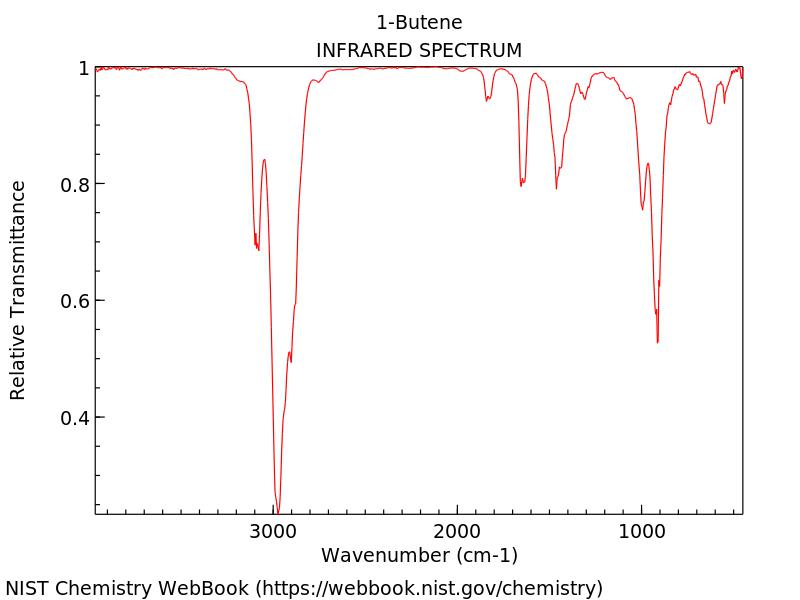 1-Butene
INFRARED SPECTRUM
1
0.8
0.6
0.4
Relative Transmittance
3000 2000 1000
Wavenumber (cm-1)
NIST Chemistry WebBook (https://webbook.nist.gov/chemistry)